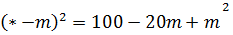 (∗ −m)² = 100 − 20m + m²